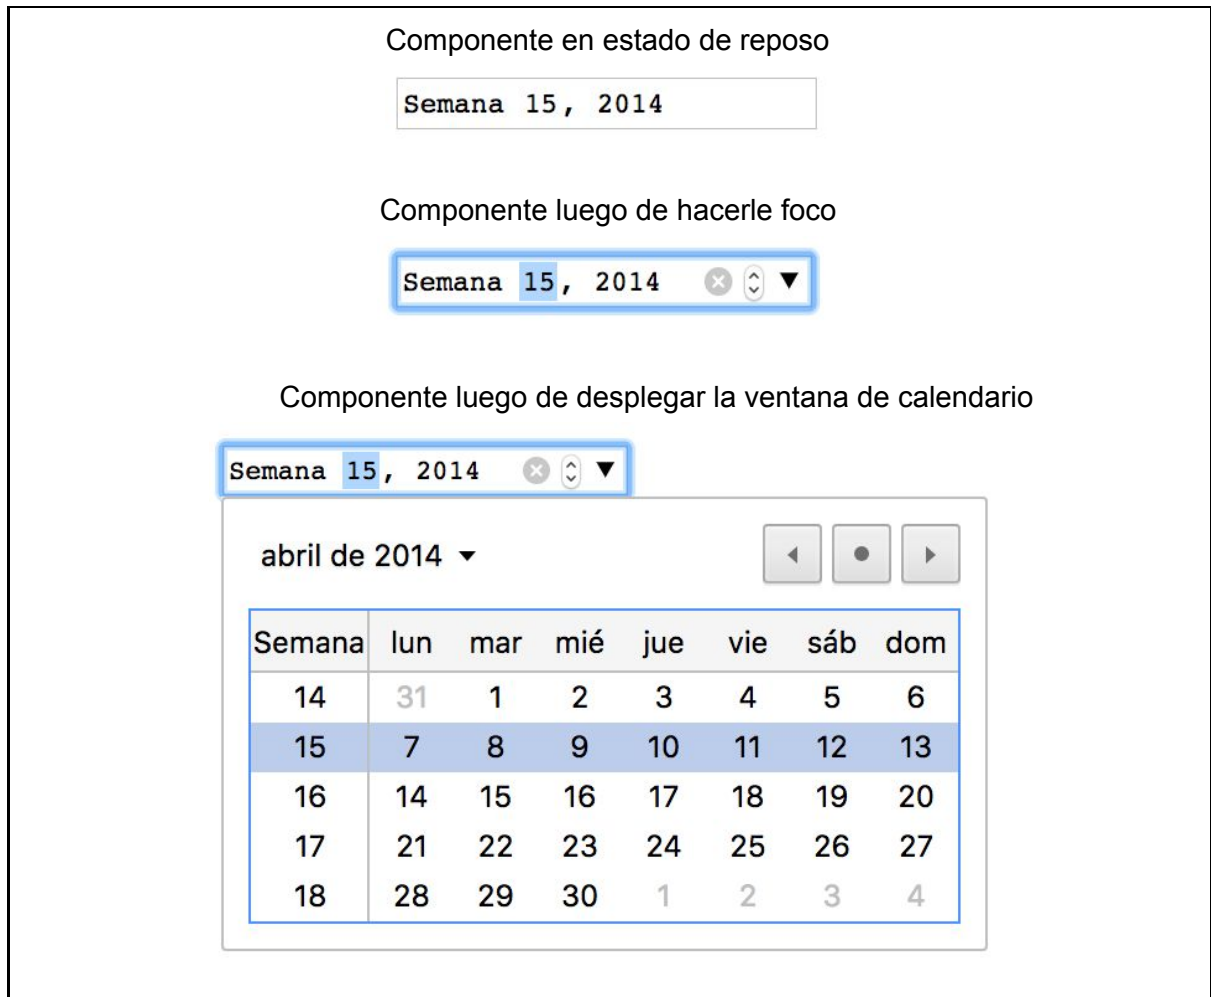 Componente en estado de reposo
Semana 15, 2014
Componente luego de hacerle foco
Semana 15, 2014
Componente luego de desplegar la ventana de calendario
Semana 15, 2014
abril de 2014
Semana lun mar mié jue vie sáb dom
14 31 1 2 3 4 5 6
15 7 8 9 10 11 12 13
16 14 15 16 17 18 19 20
17 21 22 23 24 25 26 27
18 28 29 30 1 2 3 4